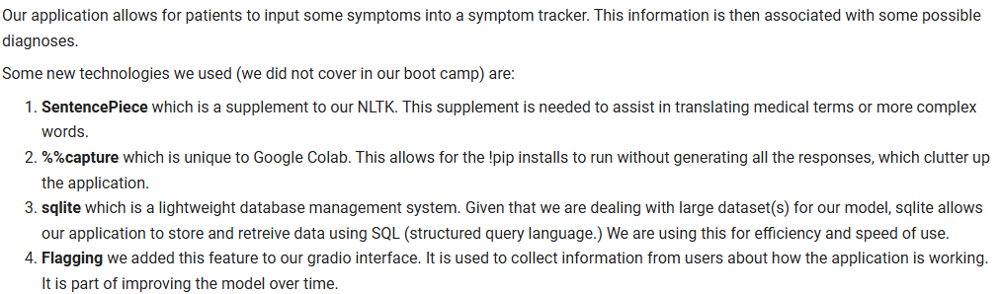 Our application allows for patients to input some symptoms into a symptom tracker. This information is then associated with some possible
diagnoses.
Some new technologies we used (we did not cover in our boot camp) are:
1. SentencePiece which is a supplement to our NLTK. This supplement is needed to assist in translating medical terms or more complex
words.
2. %%capture which is unique to Google Colab. This allows for the !pip installs to run without generating all the responses, which clutter up
the application.
3. sqlite which is a lightweight database management system. Given that we are dealing with large dataset(s) for our model, sqlite allows
our application to store and retreive data using SQL (structured query language.) We are using this for efficiency and speed of use.
4. Flagging we added this feature to our gradio interface. It is used to collect information from users about how the application is working.
It is part of improving the model over time.